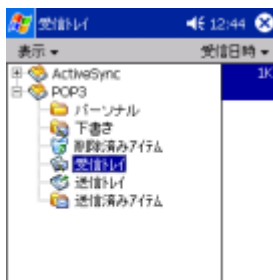 受信トレイ 12:44
表示 受信日時
ActiveSync 1K
POP3
パーソナル
下書き
削除済みアイテム
受信トレイ
送信トレイ
送信済みアイテム